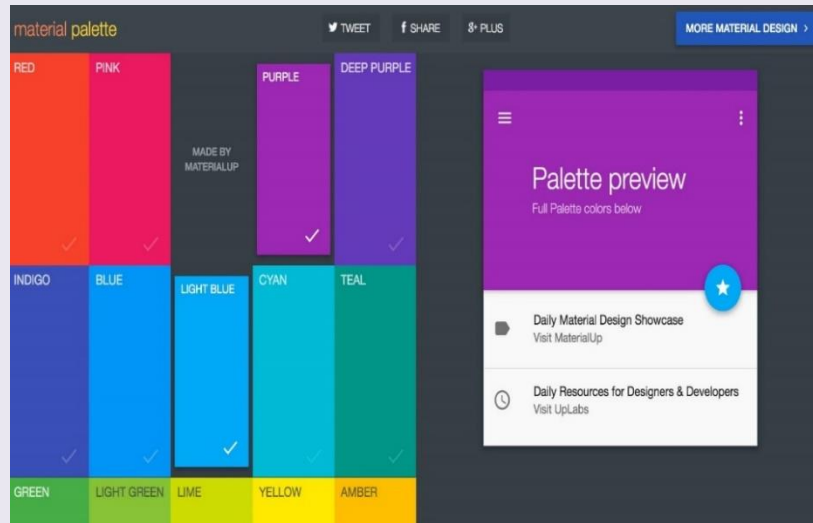 material palette
TWEET
SHARE
8+ PLUS
MORE MATERIAL DESIGN >
RED
PINK
MADE BY
MATERIALUP
PURPLE
DEEP PURPLE
Palette preview
Full Palette colors below
INDIGO
BLUE
LIGHT BLUE
CYAN
TEAL
Daily Material Design Showcase
Visit MaterialUp
Daily Resources for Designers & Developers
Visit UpLabs
GREEN
LIGHT GREEN
LIME
YELLOW
AMBER